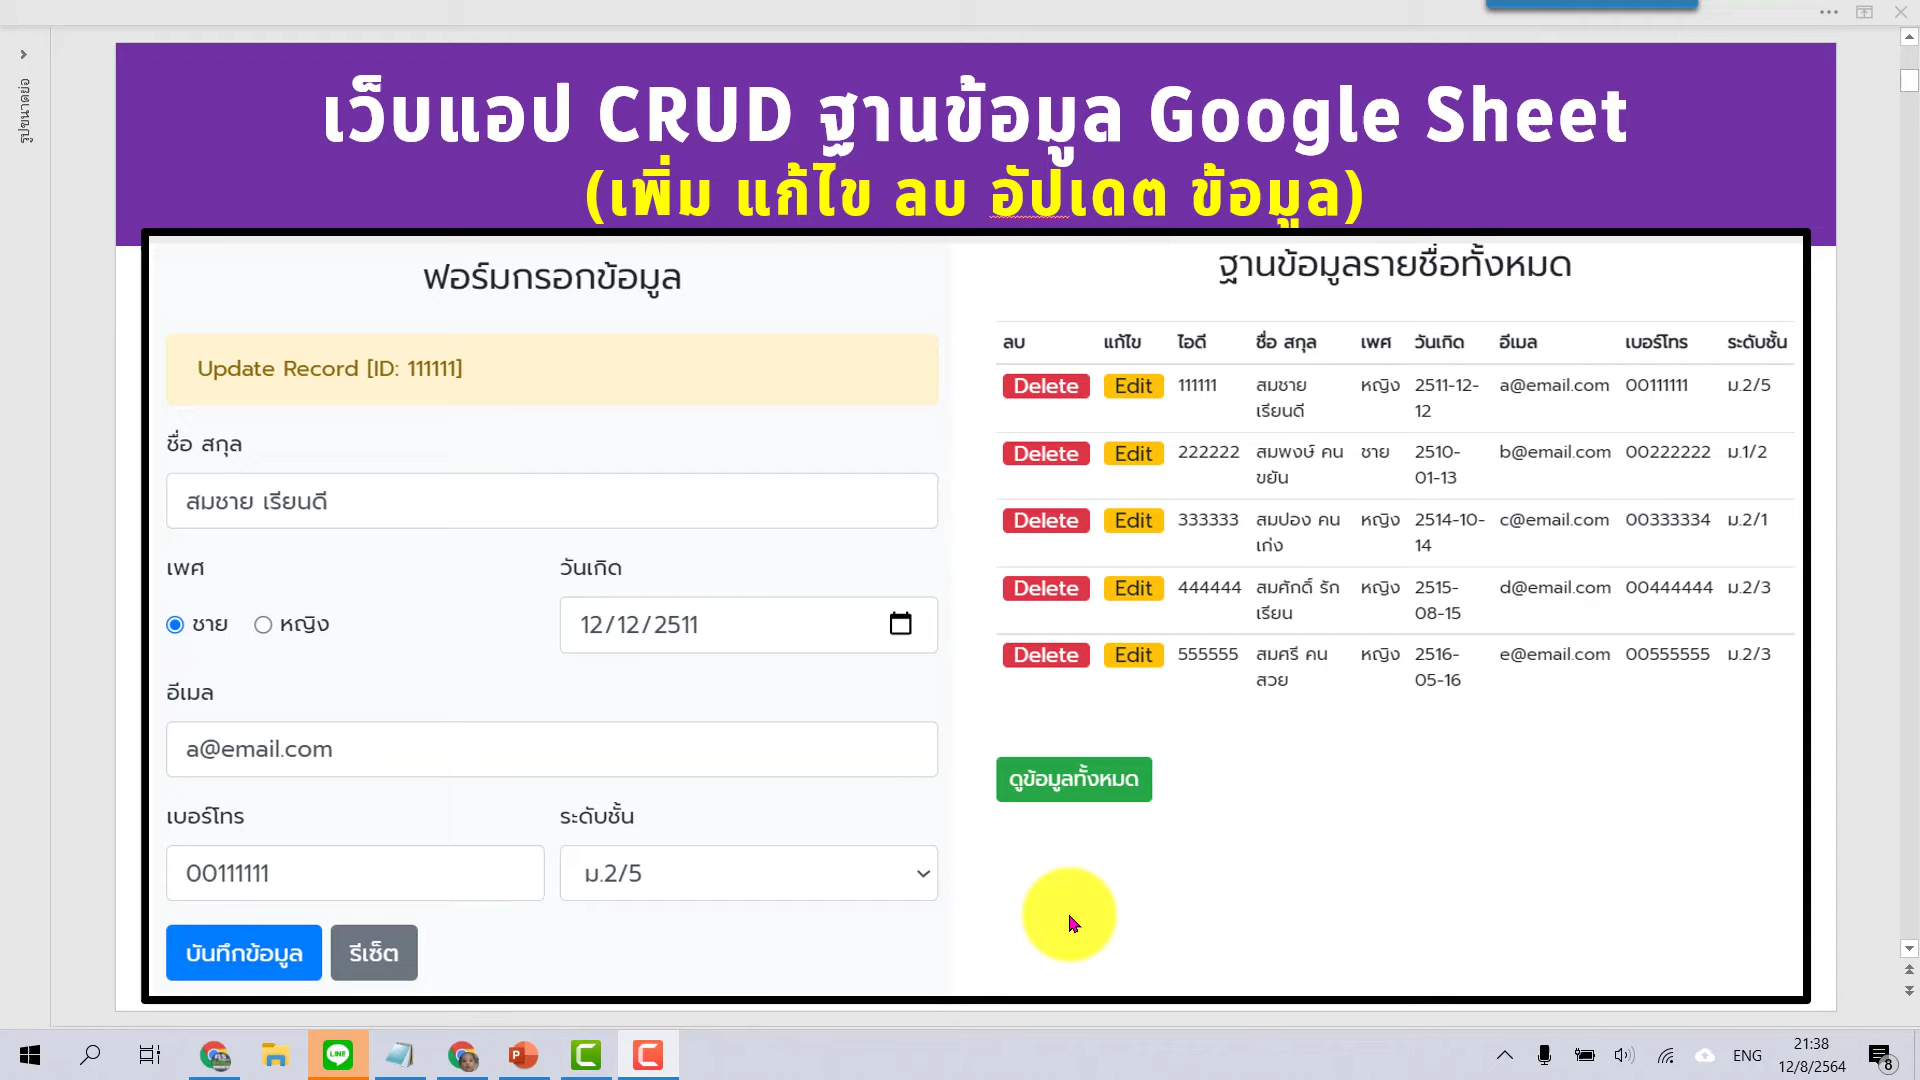 เว็บแอป CRUD ฐานข้อมูล Google Sheet
(เพิ่ม แก้ไข ลบ อัปเดต ข้อมูล)
ฟอร์มกรอกข้อมูล
Update Record [ID: 111111]
ชื่อ สกุล
สมชาย เรียนดี
เพศ วันเกิด
ชาย หญิง 12/12/2511
อีเมล
a@email.com
เบอร์โทร ระดับชั้น
00111111 ม.2/5
บันทึกข้อมูล รีเซ็ต
ฐานข้อมูลรายชื่อทั้งหมด
ลบ แก้ไข ไอดี ชื่อ สกุล เพศ วันเกิด อีเมล เบอร์โทร ระดับชั้น
Delete Edit 111111 สมชาย หญิง 2511-12- a@email.com 00111111 ม.2/5
เรียนดี 12
Delete Edit 222222 สมพงษ์ คน ชาย 2510- b@email.com 00222222 ม.1/2
ขยัน 01-13
Delete Edit 333333 สมปอง คน หญิง 2514-10- c@email.com 00333334 ม.2/1
เก่ง 14
Delete Edit 444444 สมศักดิ์ รัก หญิง 2515- d@email.com 00444444 ม.2/3
เรียน 08-15
Delete Edit 555555 สมศรี คน หญิง 2516- e@email.com 00555555 ม.2/3
สวย 05-16
ดูข้อมูลทั้งหมด
LINE
ENG
21:38
12/8/2564
8